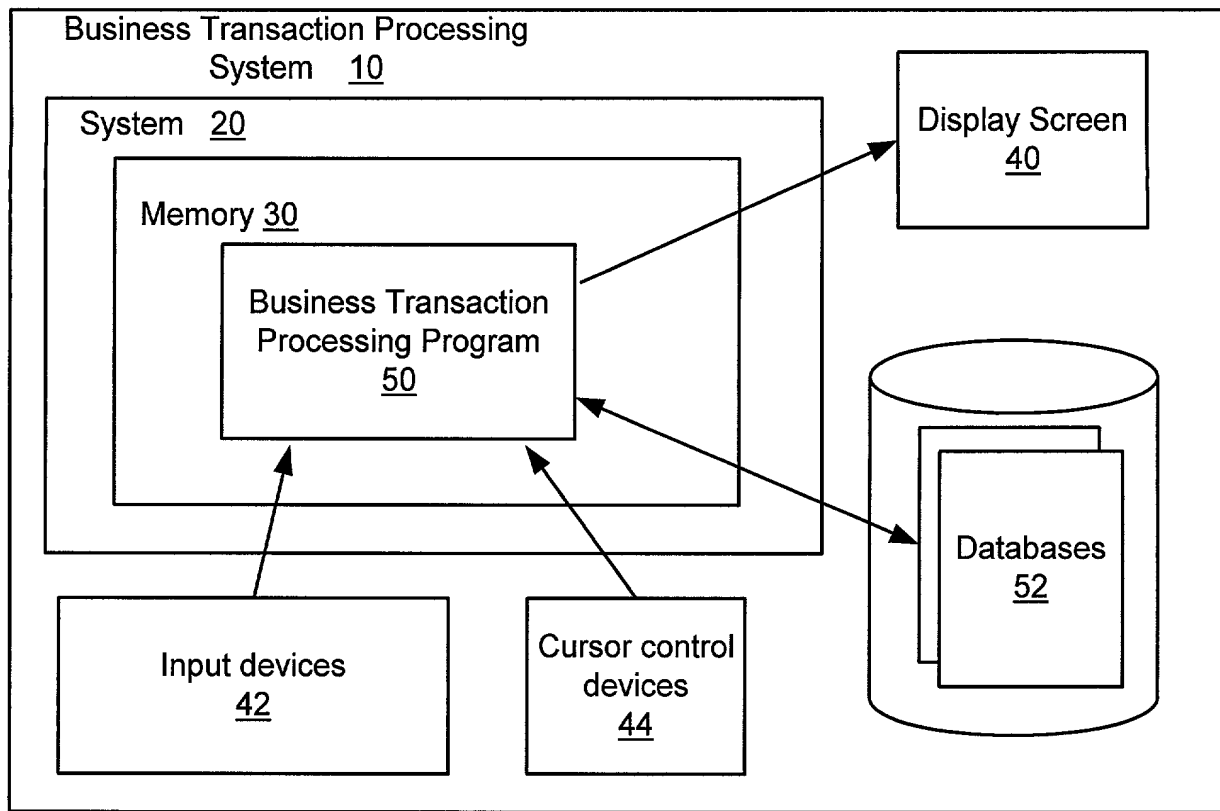 Business Transaction Processing
System 10
System 20
Memory 30
Business Transaction
Processing Program
50
Display Screen
40
Databases
52
Input devices
42
Cursor control
devices
44